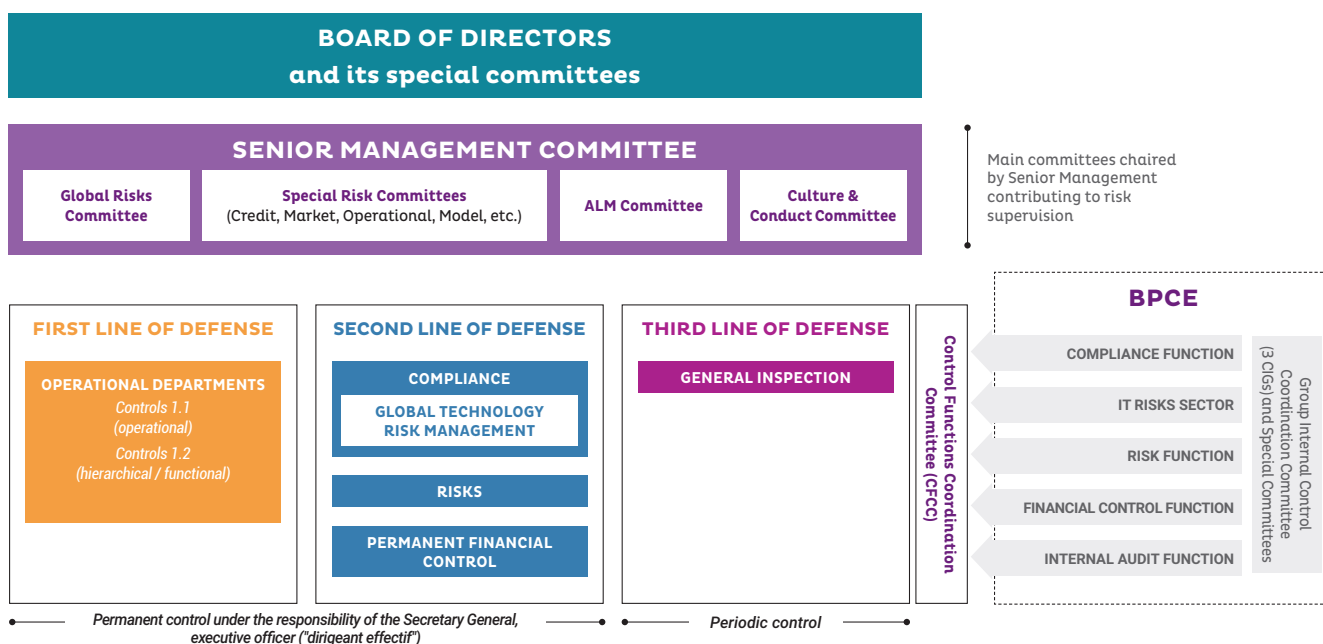 BOARD OF DIRECTORS
and its special committees
SENIOR MANAGEMENT COMMITTEE
Global Risks
Committee
Special Risk Committees
(Credit, Market, Operational, Model, etc.)
ALM Committee
Culture &
Conduct Committee
Main committees chaired
by Senior Management
contributing to risk
supervision
FIRST LINE OF DEFENSE
OPERATIONAL DEPARTMENTS
Controls 1.1
(operational)
Controls 1.2
(hierarchical / functional)
SECOND LINE OF DEFENSE
COMPLIANCE
GLOBAL TECHNOLOGY
RISK MANAGEMENT
RISKS
PERMANENT FINANCIAL
CONTROL
THIRD LINE OF DEFENSE
GENERAL INSPECTION
Control Functions Coordination
Committee (CFCC)
BPCE
COMPLIANCE FUNCTION
IT RISKS SECTOR
RISK FUNCTION
FINANCIAL CONTROL FUNCTION
INTERNAL AUDIT FUNCTION
Group Internal Control
Coordination Committee
(3 CIGs) and Special Committees
Permanent control under the responsibility of the Secretary General,
executive officer ("dirigeant effectif")
Periodic control